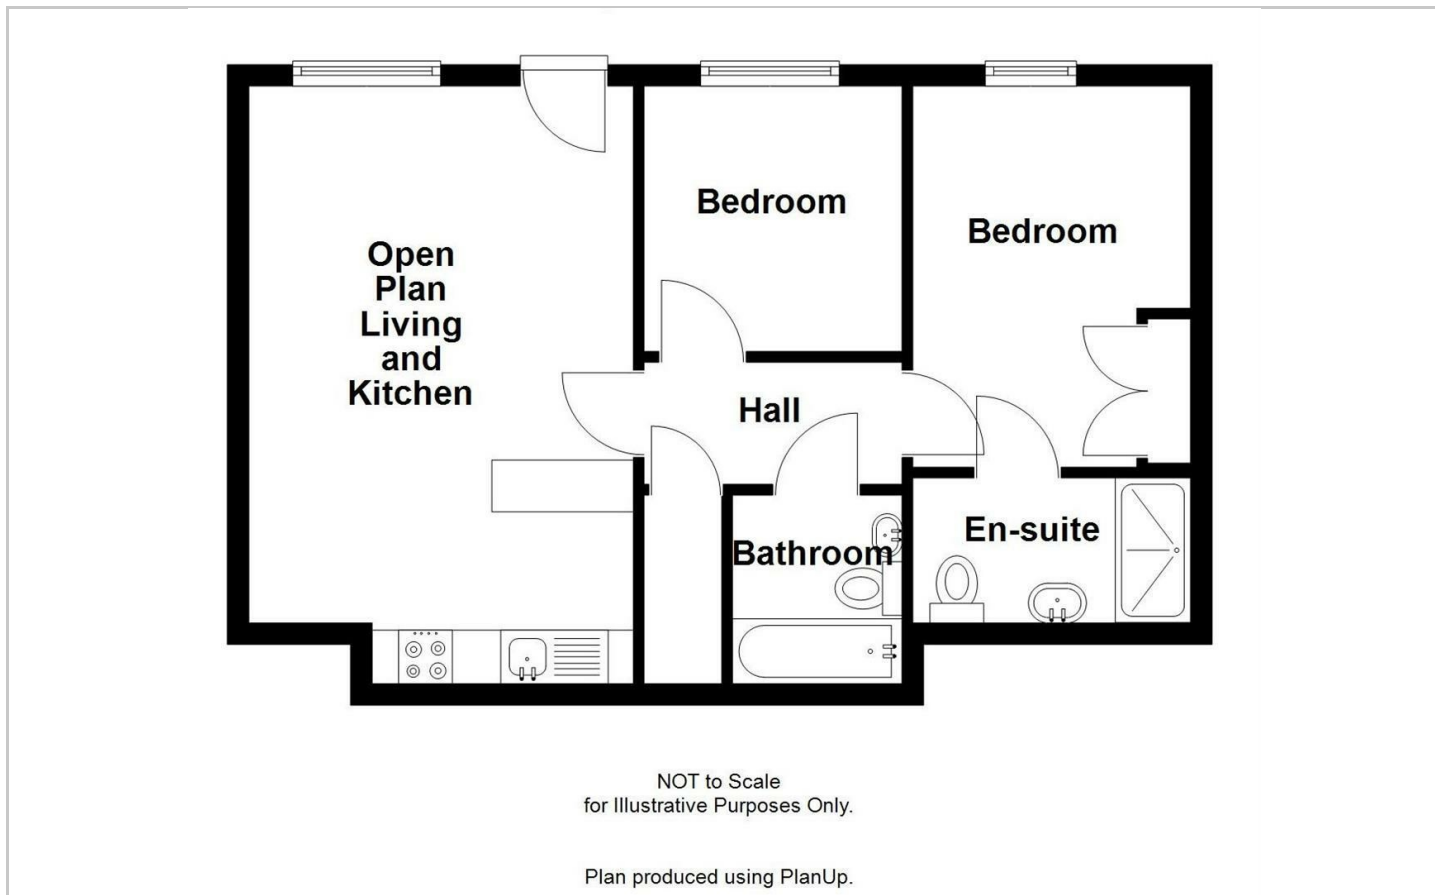 Open
Plan
Living
and
Kitchen
Bedroom
Bedroom
Hall
Bathroom
En-suite
NOT to Scale
for Illustrative Purposes Only.
Plan produced using PlanUp.